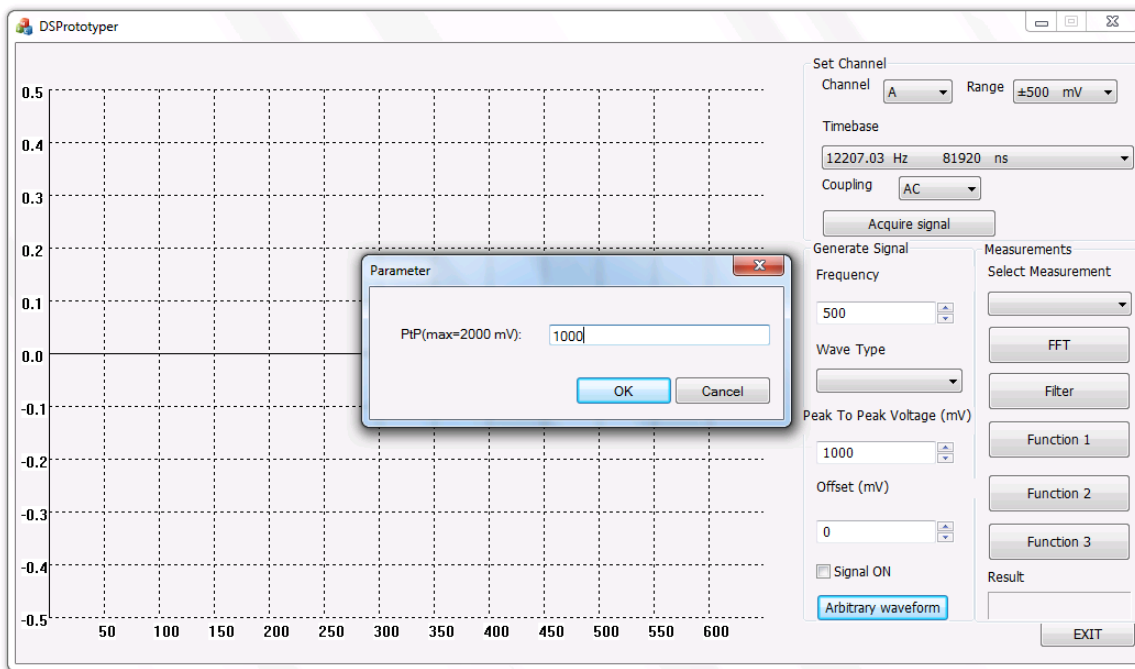 DSPrototyper
Set Channel
Channel A Range ±500 mV
Timebase
12207.03 Hz 81920 ns
Coupling AC
Acquire signal
Generate Signal
Frequency
500
Wave Type
Peak To Peak Voltage (mV)
1000
Offset (mV)
0
Signal ON
Arbitrary waveform
Measurements
Select Measurement
FFT
Filter
Function 1
Function 2
Function 3
Result
EXIT
Parameter
PtP(max=2000 mV): 1000
OK Cancel
0.5
0.4
0.3
0.2
0.1
0.0
-0.1
-0.2
-0.3
-0.4
-0.5
50 100 150 200 250 300 350 400 450 500 550 600